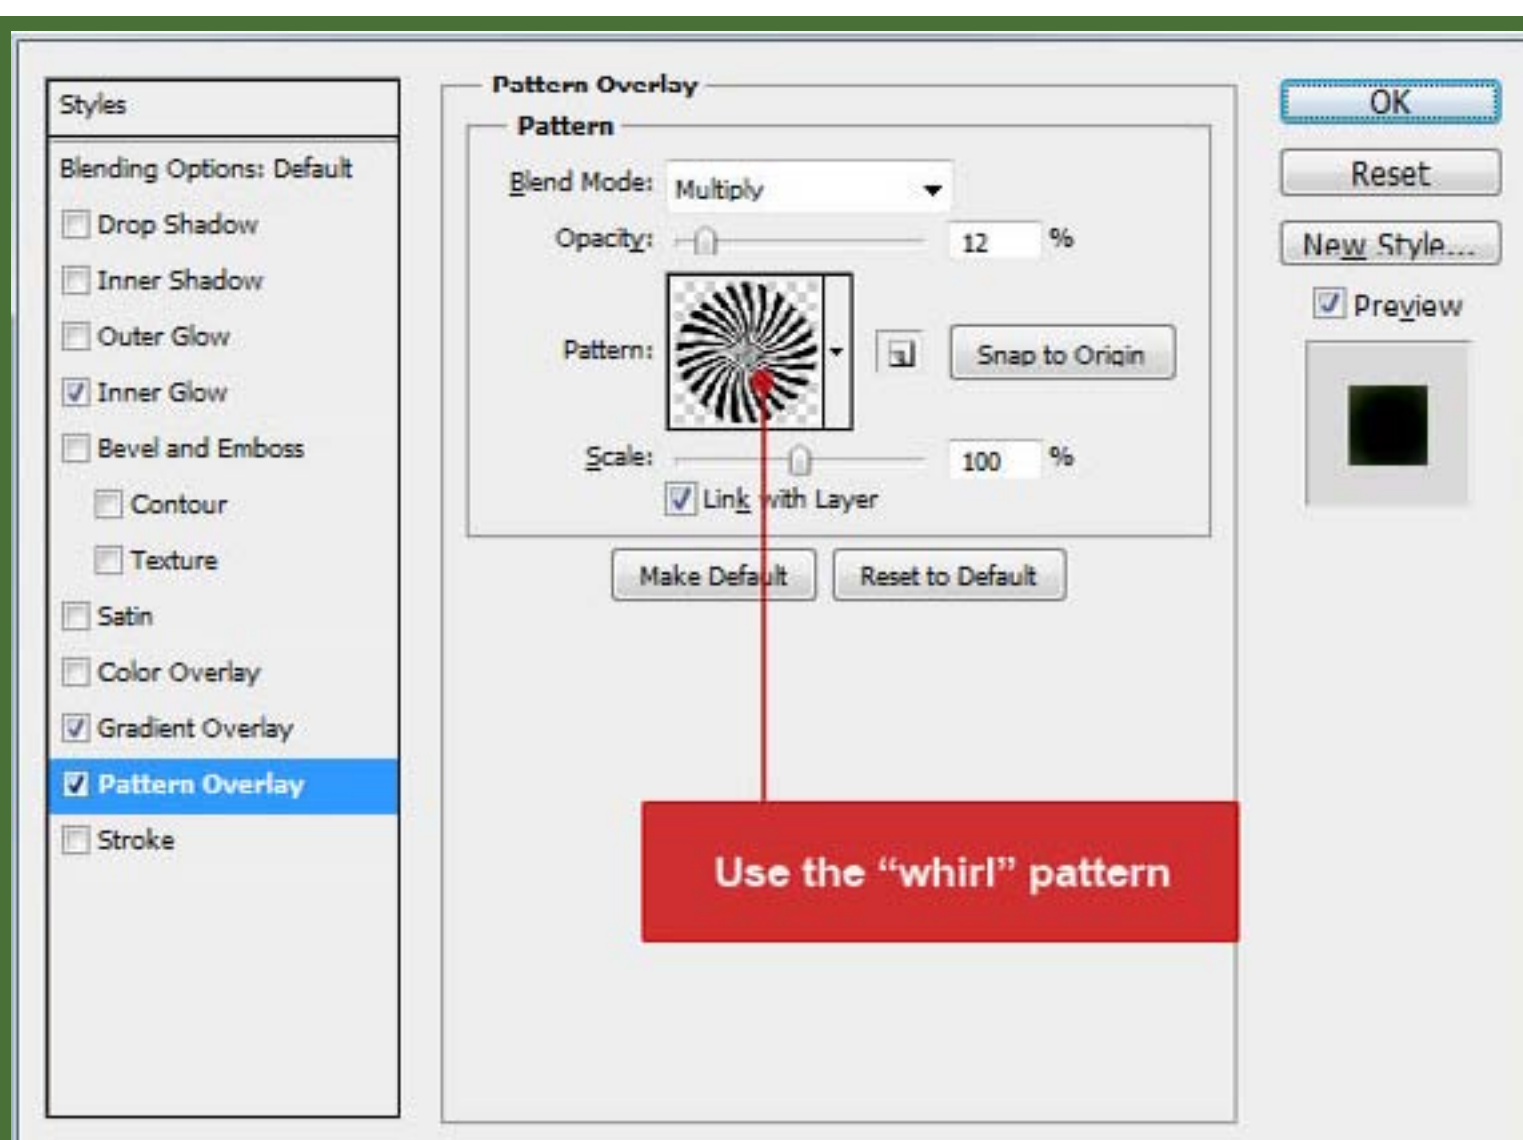 Styles
Blending Options: Default
Drop Shadow
Inner Shadow
Outer Glow
Inner Glow
Bevel and Emboss
Contour
Texture
Satin
Color Overlay
Gradient Overlay
Pattern Overlay
Stroke
Pattern Overlay
Pattern
Blend Mode: Multiply
Opacity: 12 %
Pattern: Snap to Origin
Scale: 100 %
Link with Layer
Make Default Reset to Default
Use the “whirl” pattern
OK
Reset
New Style...
Preview